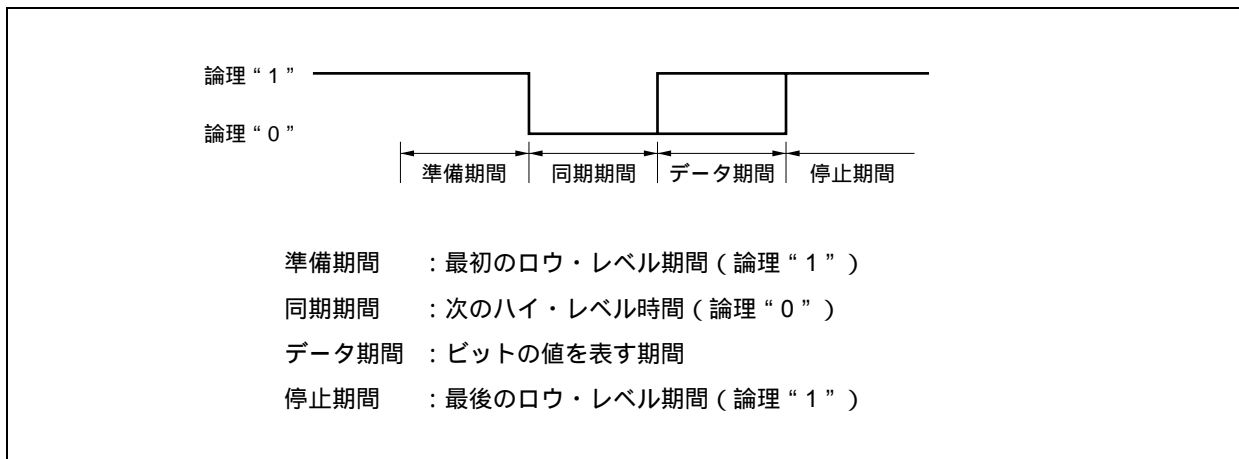 論理“1”
論理“0”
準備期間 同期期間 データ期間 停止期間
準備期間 :最初のロウ・レベル期間(論理“1”)
同期期間 :次のハイ・レベル時間(論理“0”)
データ期間 :ビットの値を表す期間
停止期間 :最後のロウ・レベル期間(論理“1”)